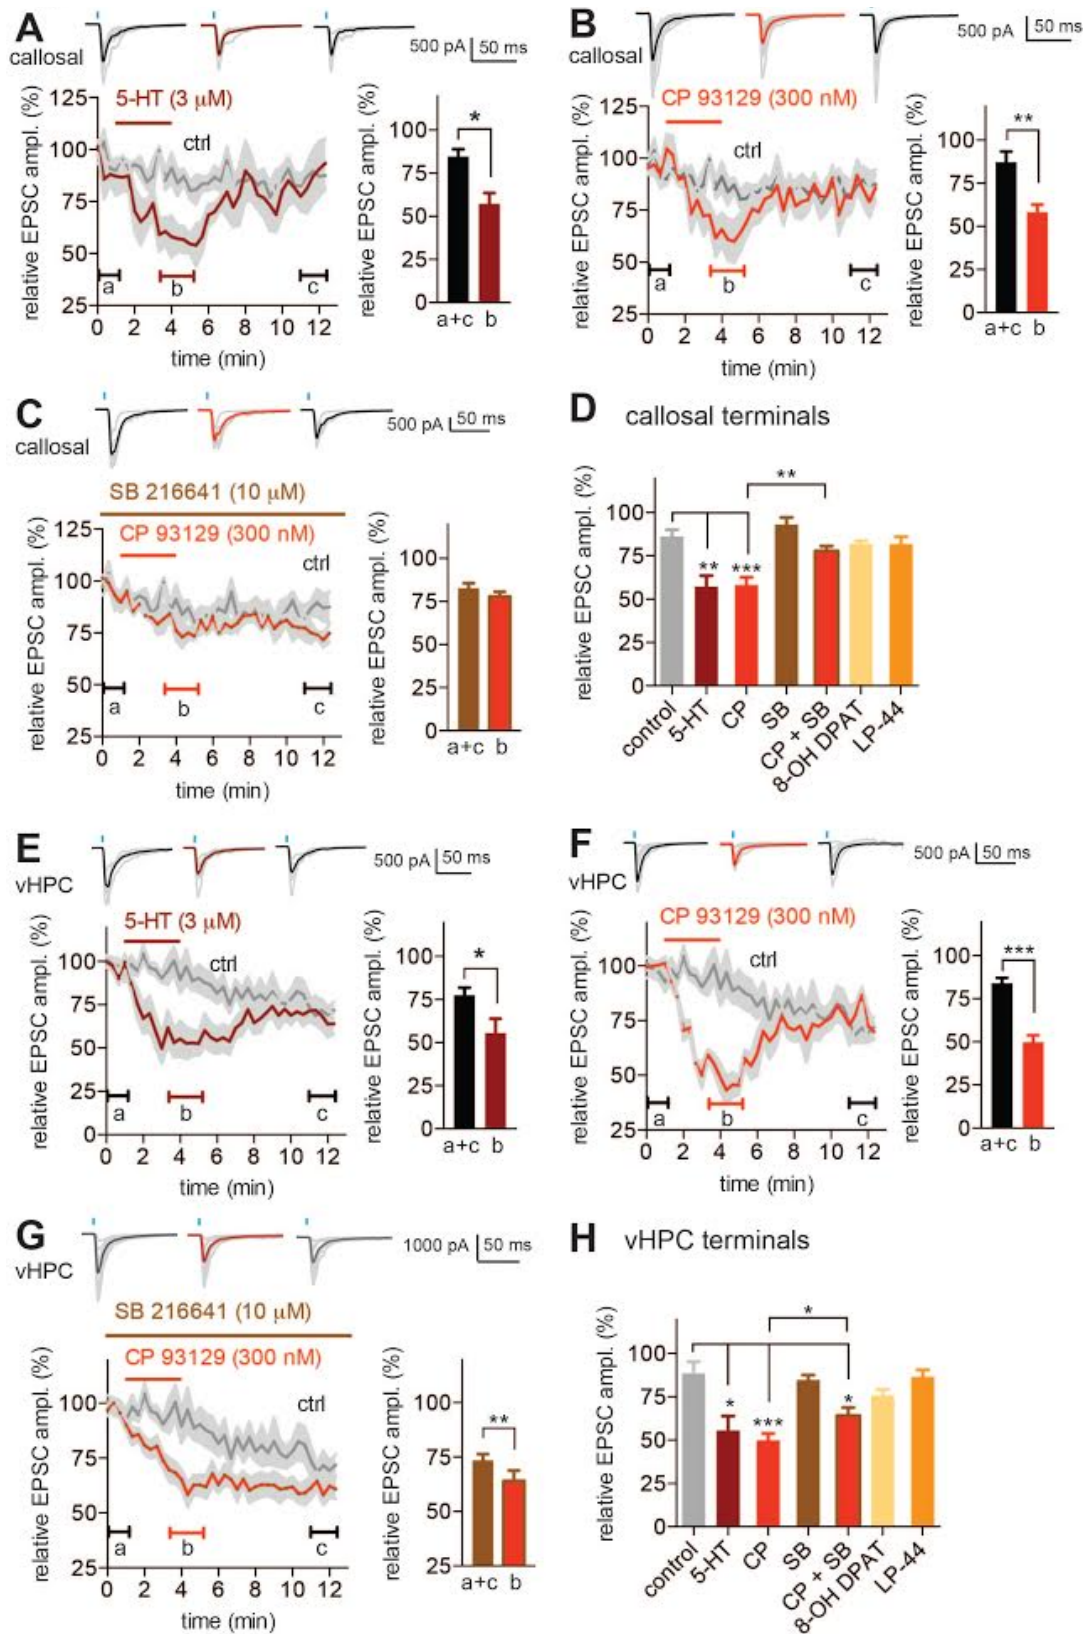 A
callosal
500 pA 50 ms
5-HT (3 µM)
ctrl
relative EPSC ampl. (%)
125
100
75
50
25
a
b
c
0 2 4 6 8 10 12
time (min)
relative EPSC ampl. (%)
100
75
50
25
0
*
a+c b
B
callosal
500 pA 50 ms
CP 93129 (300 nM)
ctrl
relative EPSC ampl. (%)
125
100
75
50
25
a
b
c
0 2 4 6 8 10 12
time (min)
relative EPSC ampl. (%)
100
75
50
25
0
**
a+c b
C
callosal
500 pA 50 ms
SB 216641 (10 µM)
CP 93129 (300 nM)
ctrl
relative EPSC ampl. (%)
125
100
75
50
25
a
b
c
0 2 4 6 8 10 12
time (min)
relative EPSC ampl. (%)
100
75
50
25
0
a+c b
D callosal terminals
relative EPSC ampl. (%)
100
75
50
25
0
**
** ***
control
5-HT
CP
SB
CP + SB
8-OH DPAT
LP-44
E
vHPC
500 pA 50 ms
5-HT (3 µM)
ctrl
relative EPSC ampl. (%)
100
75
50
25
0
a
b
c
0 2 4 6 8 10 12
time (min)
relative EPSC ampl. (%)
100
75
50
25
0
*
a+c b
F
vHPC
500 pA 50 ms
CP 93129 (300 nM)
ctrl
relative EPSC ampl. (%)
100
75
50
25
a
b
c
0 2 4 6 8 10 12
time (min)
relative EPSC ampl. (%)
100
75
50
25
0
***
a+c b
G
vHPC
1000 pA 50 ms
SB 216641 (10 µM)
CP 93129 (300 nM)
ctrl
relative EPSC ampl. (%)
100
75
50
25
a
b
c
0 2 4 6 8 10 12
time (min)
relative EPSC ampl. (%)
100
75
50
25
**
a+c b
H vHPC terminals
relative EPSC ampl. (%)
100
75
50
25
0
*
* *** *
control
5-HT
CP
SB
CP + SB
8-OH DPAT
LP-44